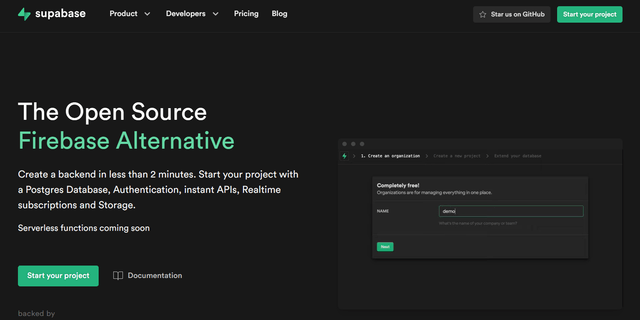 supabase
Product
Developers
Pricing
Blog
Star us on GitHub
Start your project
The Open Source
Firebase Alternative
Create a backend in less than 2 minutes. Start your project with
a Postgres Database, Authentication, instant APIs, Realtime
subscriptions and Storage.
Serverless functions coming soon
Start your project
Documentation
backed by
1. Create an organization
Create a new project
Extend your database
Completely free!
Organizations are for managing everything in one place.
NAME
demo
What's the name of your company or team?
Next